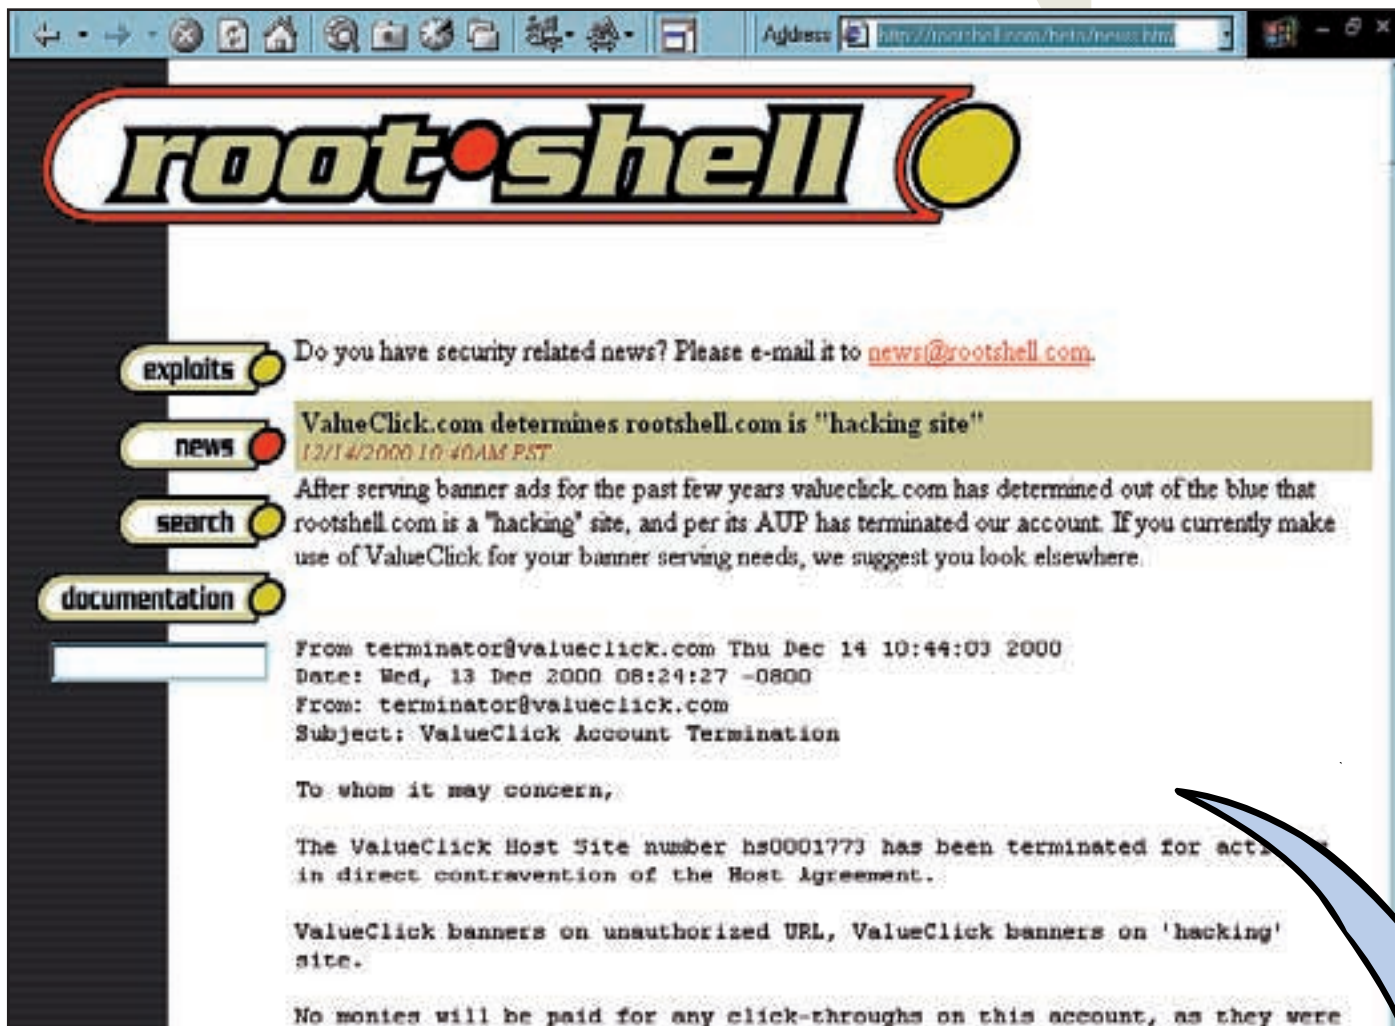 Address http://rootshell.com/beta/news.html
root•shell
exploits
news
search
documentation
Do you have security related news? Please e-mail it to news@rootshell.com.
ValueClick.com determines rootshell.com is "hacking site"
12/14/2000 10:40AM PST
After serving banner ads for the past few years valueclick.com has determined out of the blue that
rootshell.com is a "hacking" site, and per its AUP has terminated our account. If you currently make
use of ValueClick for your banner serving needs, we suggest you look elsewhere.
From terminator@valueclick.com Thu Dec 14 10:44:03 2000
Date: Wed, 13 Dec 2000 08:24:27 -0800
From: terminator@valueclick.com
Subject: ValueClick Account Termination
To whom it may concern,
The ValueClick Host Site number hs0001773 has been terminated for
in direct contravention of the Host Agreement.
ValueClick banners on unauthorized URL, ValueClick banners on 'hacking'
site.
No monies will be paid for any click-throughs on this account, as they were